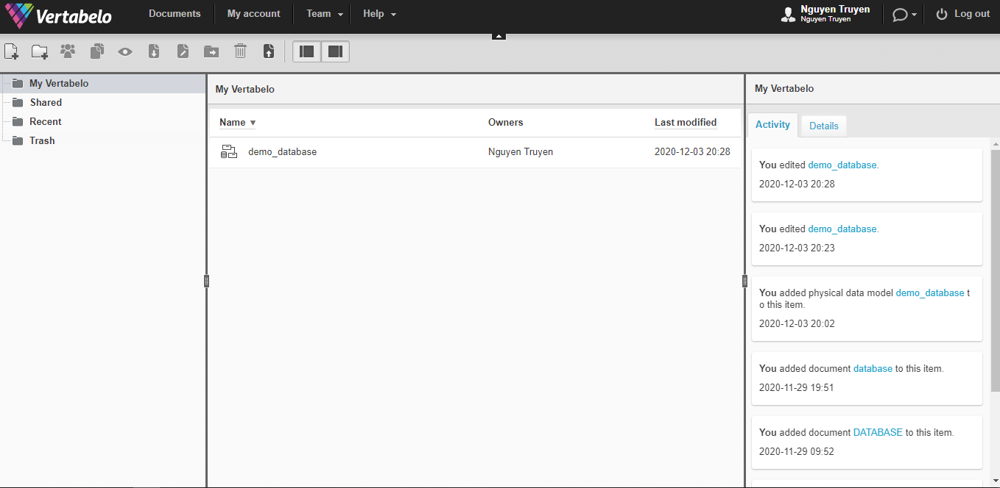 Vertabelo
Documents
My account
Team
Help
Nguyen Truyen
Nguyen Truyen
Log out
My Vertabelo
Shared
Recent
Trash
My Vertabelo
Name ▼
Owners
Last modified
demo_database
Nguyen Truyen
2020-12-03 20:28
My Vertabelo
Activity
Details
You edited demo_database.
2020-12-03 20:28
You edited demo_database.
2020-12-03 20:23
You added physical data model demo_database t
o this item.
2020-12-03 20:02
You added document database to this item.
2020-11-29 19:51
You added document DATABASE to this item.
2020-11-29 09:52